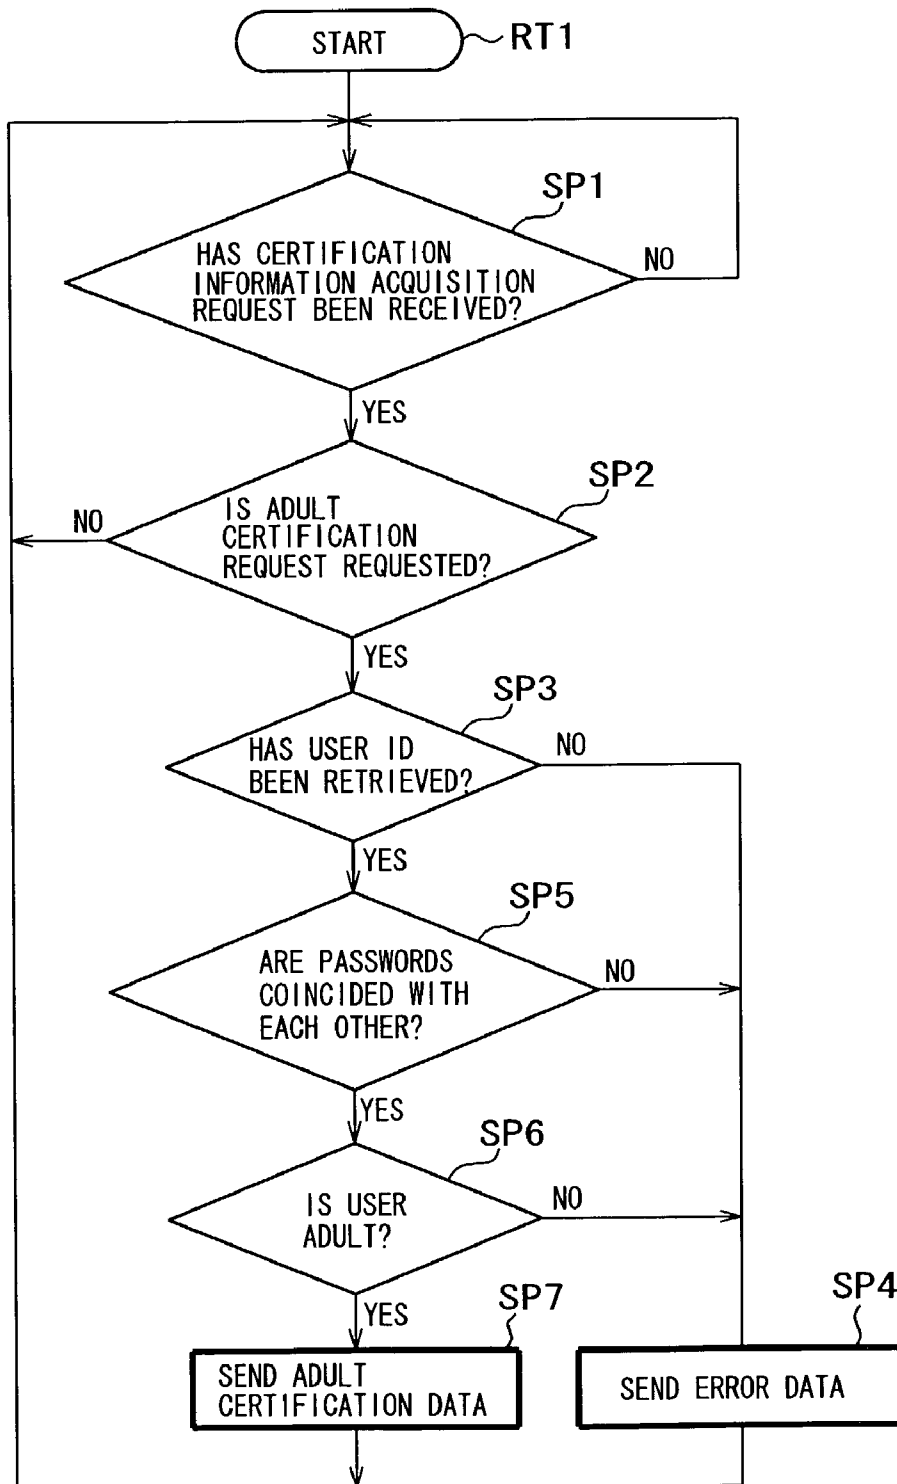 START
RT1
SP1
HAS CERTIFICATION
INFORMATION ACQUISITION
REQUEST BEEN RECEIVED?
NO
YES
SP2
IS ADULT
CERTIFICATION
REQUEST REQUESTED?
NO
YES
SP3
HAS USER ID
BEEN RETRIEVED?
NO
YES
SP5
ARE PASSWORDS
COINCIDED WITH
EACH OTHER?
NO
YES
SP6
IS USER
ADULT?
NO
YES
SP7
SEND ADULT
CERTIFICATION DATA
SP4
SEND ERROR DATA